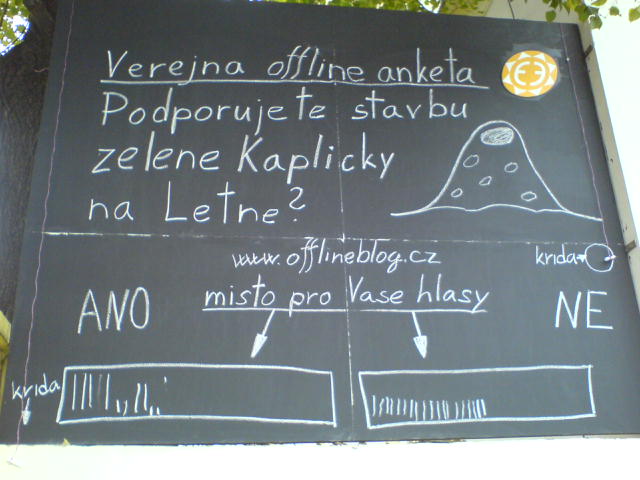 Verejna offline anketa
Podporujete stavbu
zelene Kaplicky
na Letne?
www.offlineblog.cz
krida
ANO
misto pro Vase hlasy
NE
krida